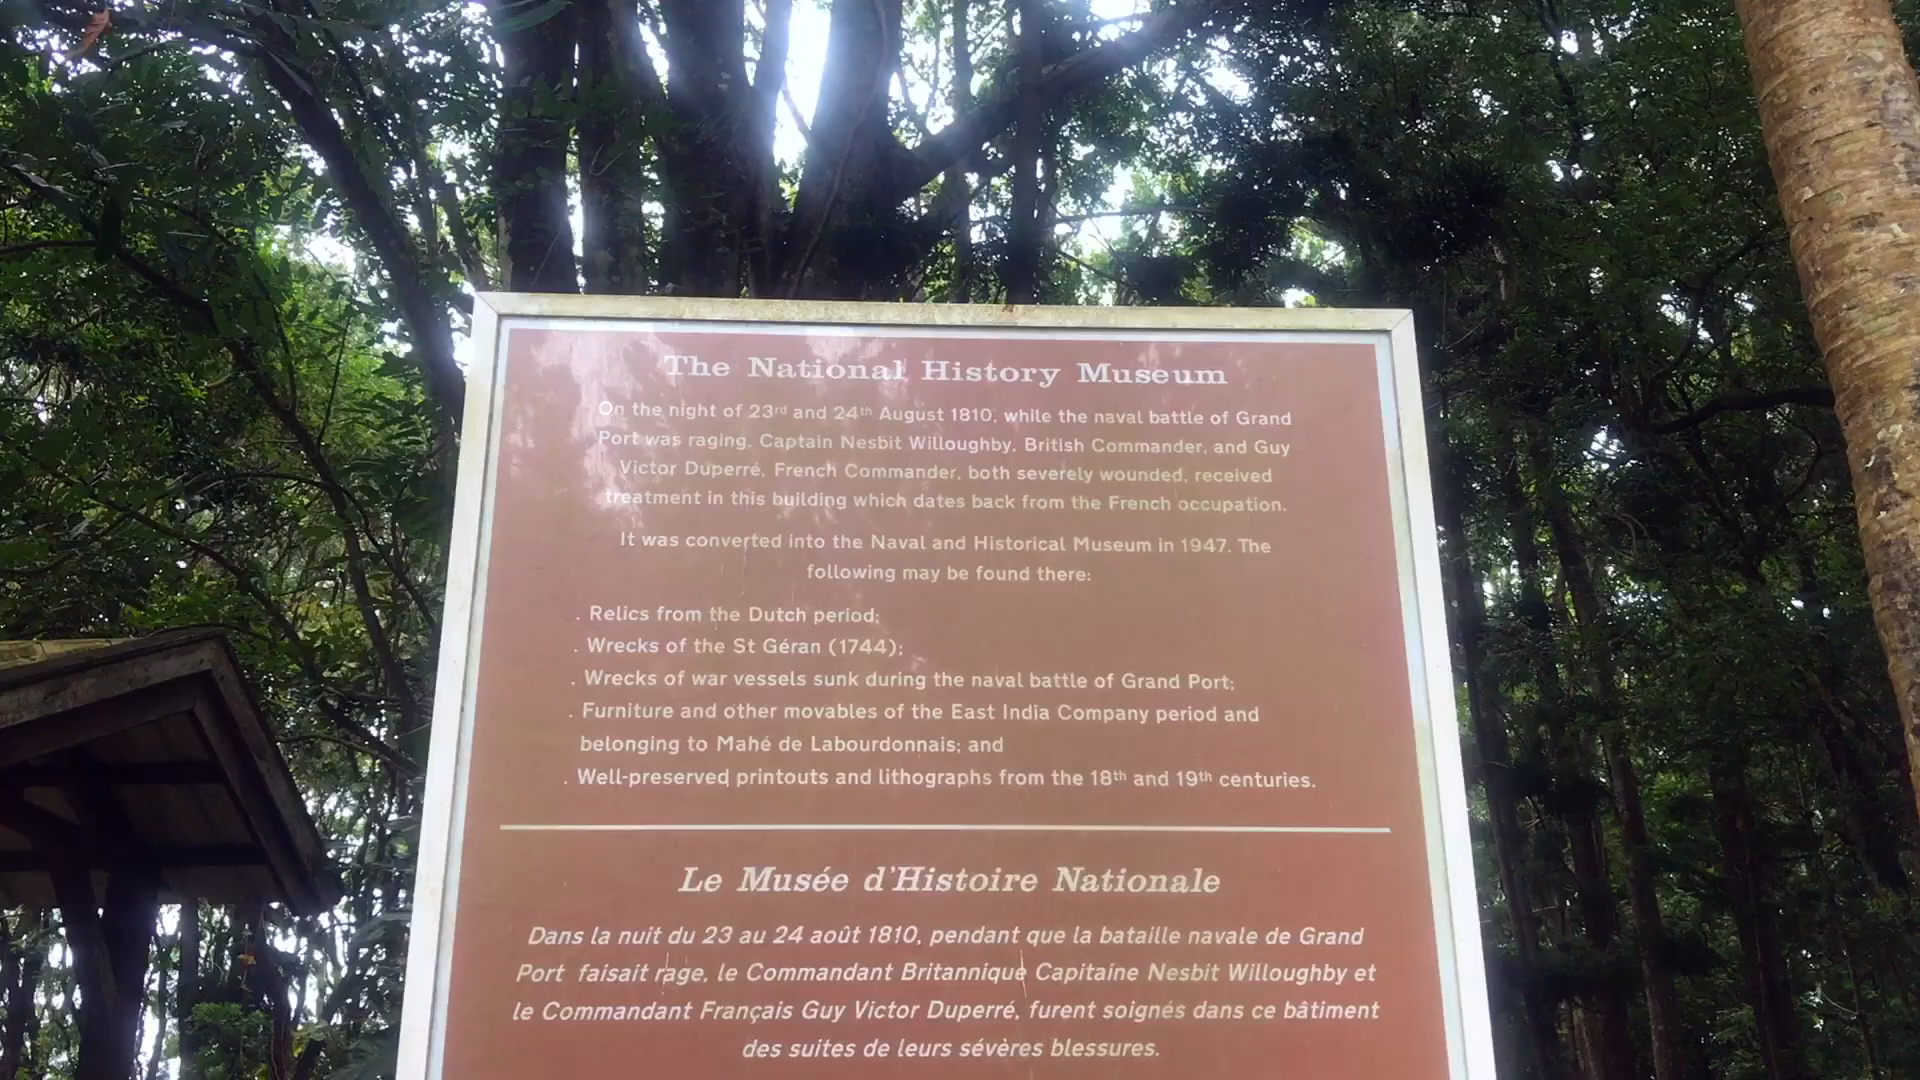 The National History Museum
On the night of 23rd and 24th August 1810, while the naval battle of Grand
Port was raging, Captain Nesbit Willoughby, British Commander, and Guy
Victor Duperré, French Commander, both severely wounded, received
treatment in this building which dates back from the French occupation.
It was converted into the Naval and Historical Museum in 1947. The
following may be found there:
. Relics from the Dutch period;
. Wrecks of the St Géran (1744);
. Wrecks of war vessels sunk during the naval battle of Grand Port;
. Furniture and other movables of the East India Company period and
belonging to Mahé de Labourdonnais; and
. Well-preserved printouts and lithographs from the 18th and 19th centuries.
Le Musée d'Histoire Nationale
Dans la nuit du 23 au 24 août 1810, pendant que la bataille navale de Grand
Port faisait rage, le Commandant Britannique Capitaine Nesbit Willoughby et
le Commandant Français Guy Victor Duperré, furent soignés dans ce bâtiment
des suites de leurs sévères blessures.